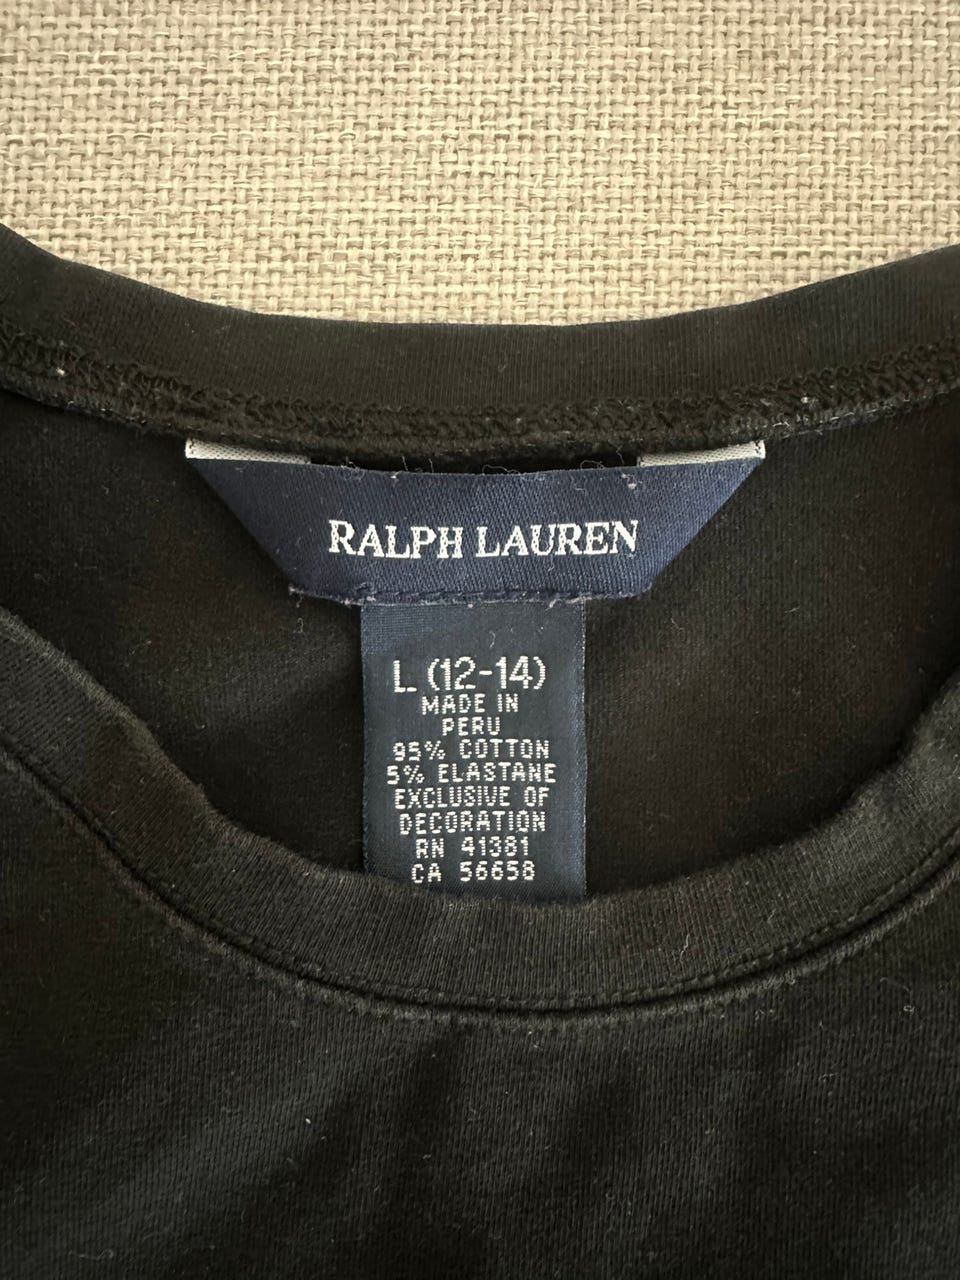 RALPH LAUREN
L (12-14)
MADE IN
PERU
95% COTTON
5% ELASTANE
EXCLUSIVE OF
DECORATION
RN 41381
CA 56658